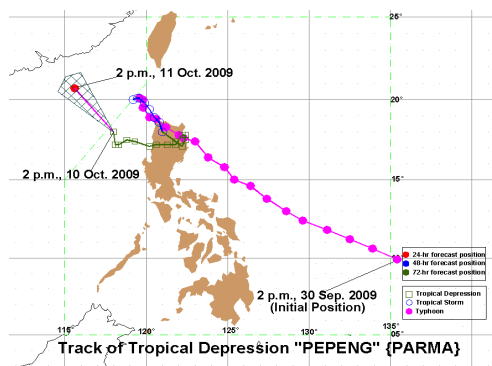 25°
2 p.m., 11 Oct. 2009
20°
2 p.m., 10 Oct. 2009
15°
24-hr forecast position
48-hr forecast position
72-hr forecast position
2 p.m., 30 Sep. 2009
(Initial Position)
Tropical Depression
Tropical Storm
Typhoon
115° 120° 125° 130° 135° 05°
Track of Tropical Depression "PEPENG" {PARMA}